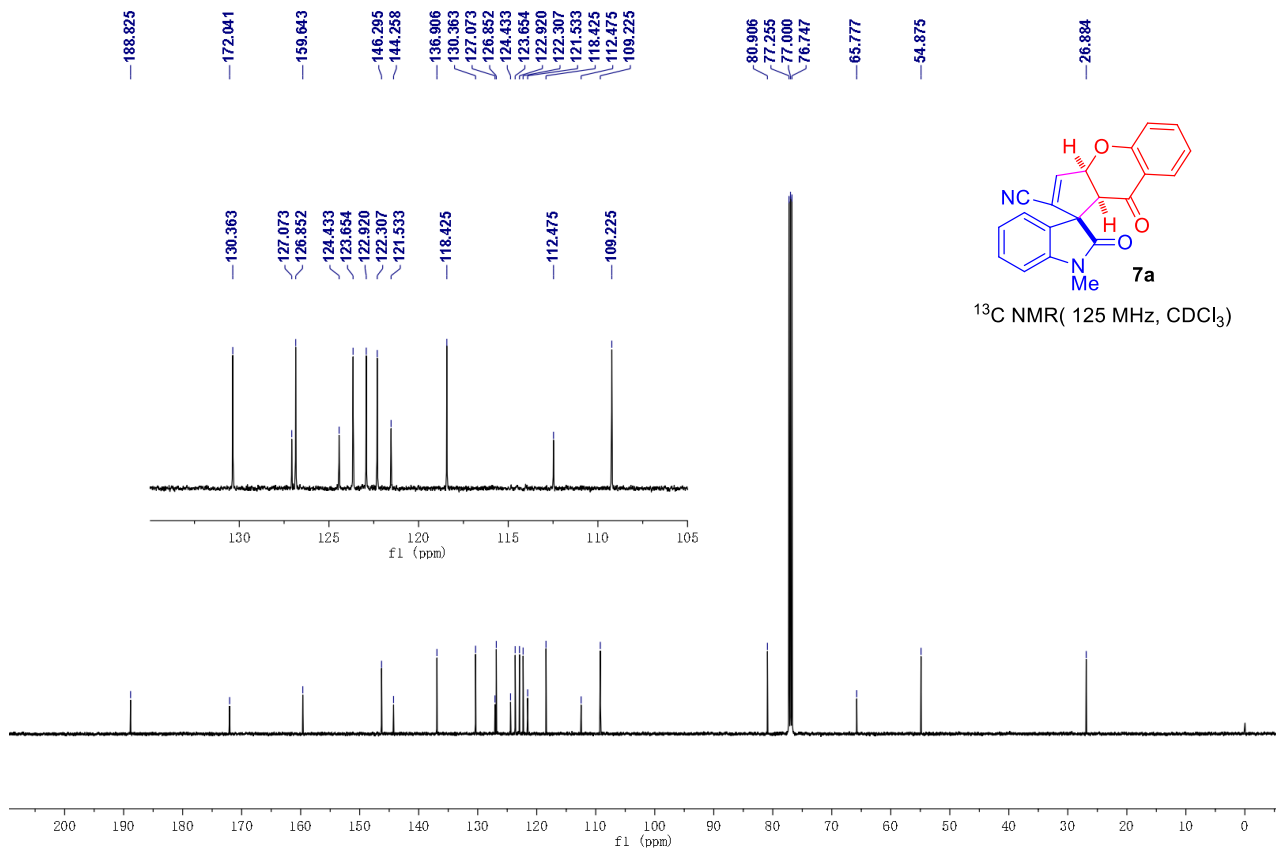 188.825
172.041
159.643
146.295
144.258
136.906
130.363
127.073
126.852
124.433
123.654
122.920
122.307
121.533
118.425
112.475
109.225
80.906
77.255
77.000
76.747
65.777
54.875
26.884
130.363
127.073
126.852
124.433
123.654
122.920
122.307
121.533
118.425
112.475
109.225
130 125 120 115 110 105
f1 (ppm)
H
O
NC
H
O
O
N
Me
7a
¹³C NMR( 125 MHz, CDCl₃)
200 190 180 170 160 150 140 130 120 110 100 90 80 70 60 50 40 30 20 10 0
f1 (ppm)